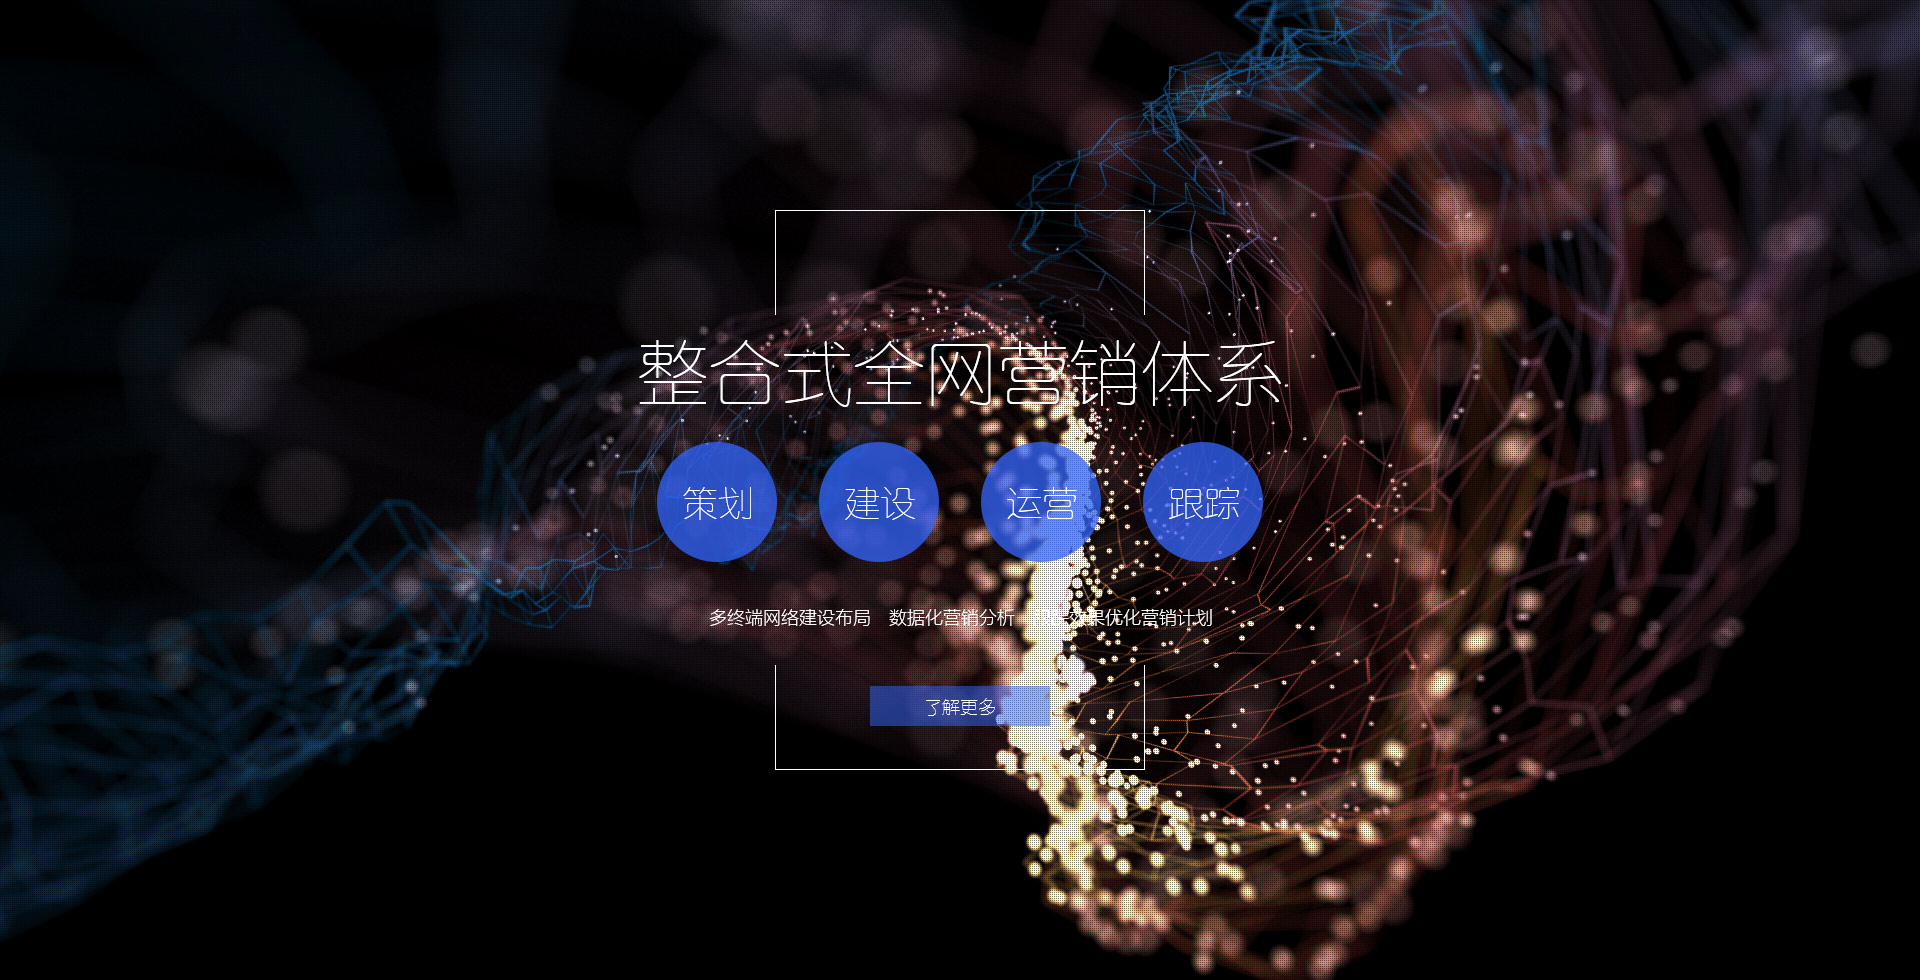 整合式全网营销体系
策划 建设 运营 跟踪
多终端网络建设布局 数据化营销分析 效果优化营销计划
了解更多